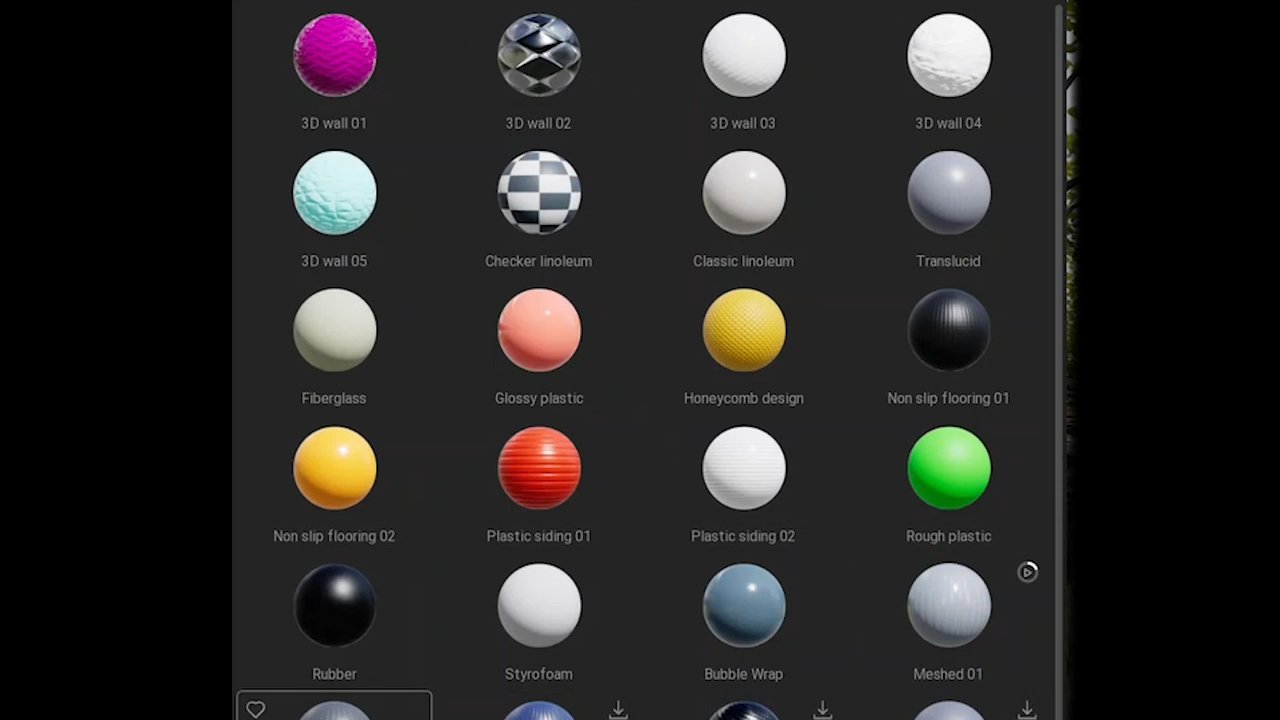 3D wall 01
3D wall 02
3D wall 03
3D wall 04
3D wall 05
Checker linoleum
Classic linoleum
Translucid
Fiberglass
Glossy plastic
Honeycomb design
Non slip flooring 01
Non slip flooring 02
Plastic siding 01
Plastic siding 02
Rough plastic
Rubber
Styrofoam
Bubble Wrap
Meshed 01